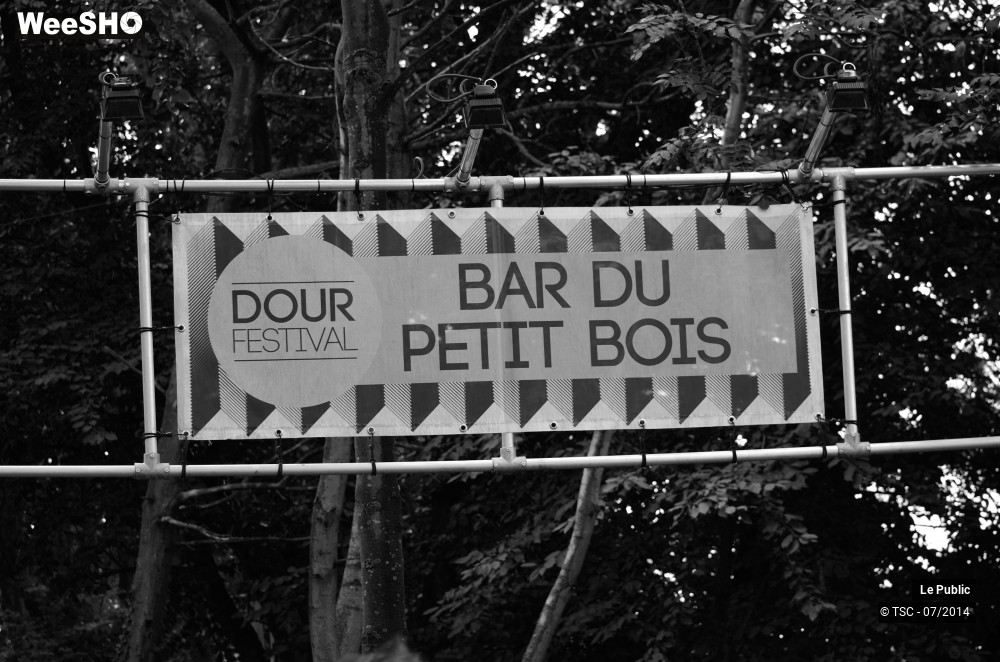 WeeSHO
DOUR
FESTIVAL
BAR DU
PETIT BOIS
Le Public
© TSC - 07/2014